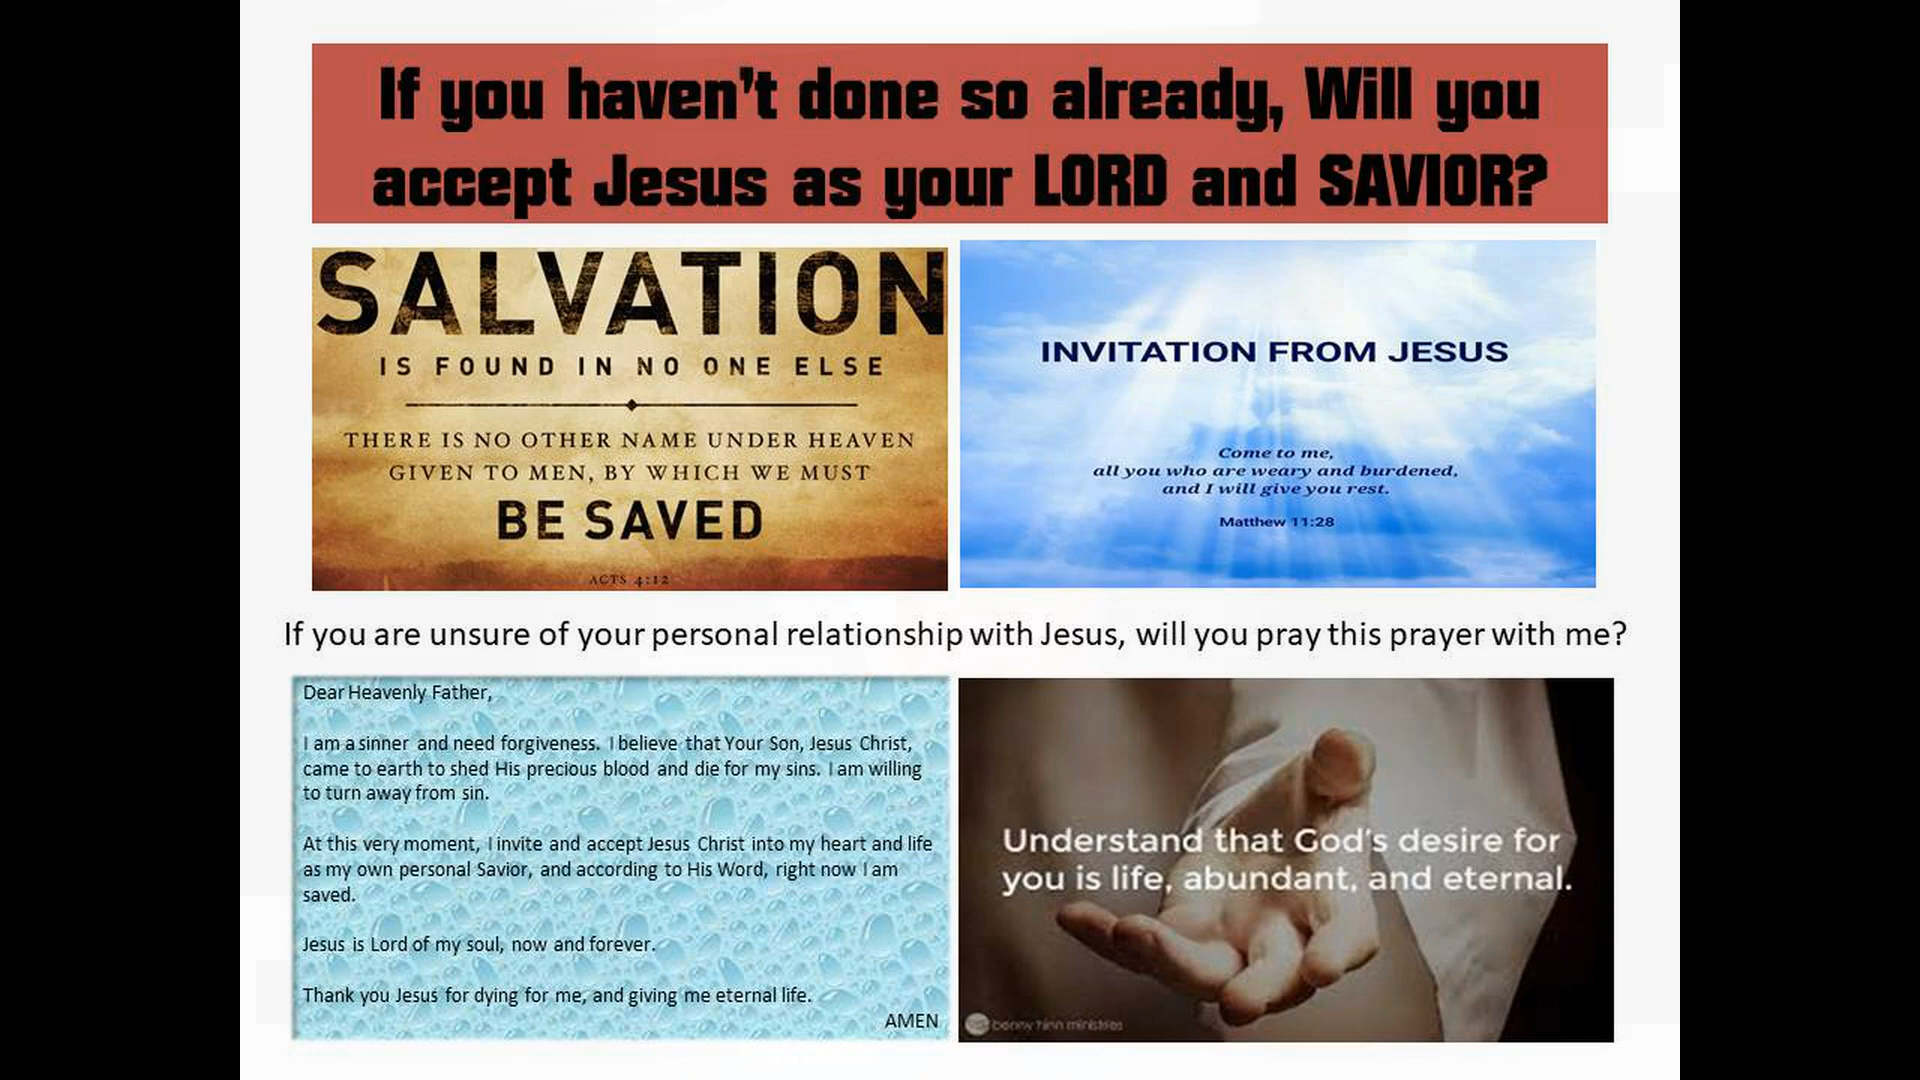 If you haven't done so already, Will you
accept Jesus as your LORD and SAVIOR?
SALVATION
IS FOUND IN NO ONE ELSE
THERE IS NO OTHER NAME UNDER HEAVEN
GIVEN TO MEN, BY WHICH WE MUST
BE SAVED
ACTS 4:12
INVITATION FROM JESUS
Come to me,
all you who are weary and burdened,
and I will give you rest.
Matthew 11:28
If you are unsure of your personal relationship with Jesus, will you pray this prayer with me?
Dear Heavenly Father,
I am a sinner and need forgiveness. I believe that Your Son, Jesus Christ,
came to earth to shed His precious blood and die for my sins. I am willing
to turn away from sin.
At this very moment, I invite and accept Jesus Christ into my heart and life
as my own personal Savior, and according to His Word, right now I am
saved.
Jesus is Lord of my soul, now and forever.
Thank you Jesus for dying for me, and giving me eternal life.
AMEN
Understand that God's desire for
you is life, abundant, and eternal.
benny hinn ministries